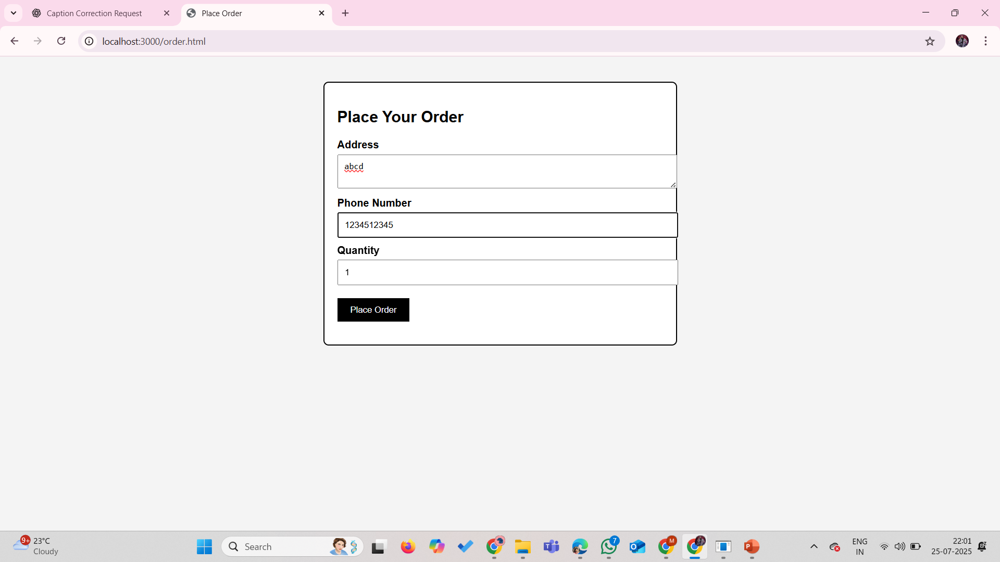 Caption Correction Request
Place Order
localhost:3000/order.html
Place Your Order
Address
abcd
Phone Number
1234512345
Quantity
1
Place Order
9+
23°C
Cloudy
Search
7
M
P
ENG
IN
22:01
25-07-2025